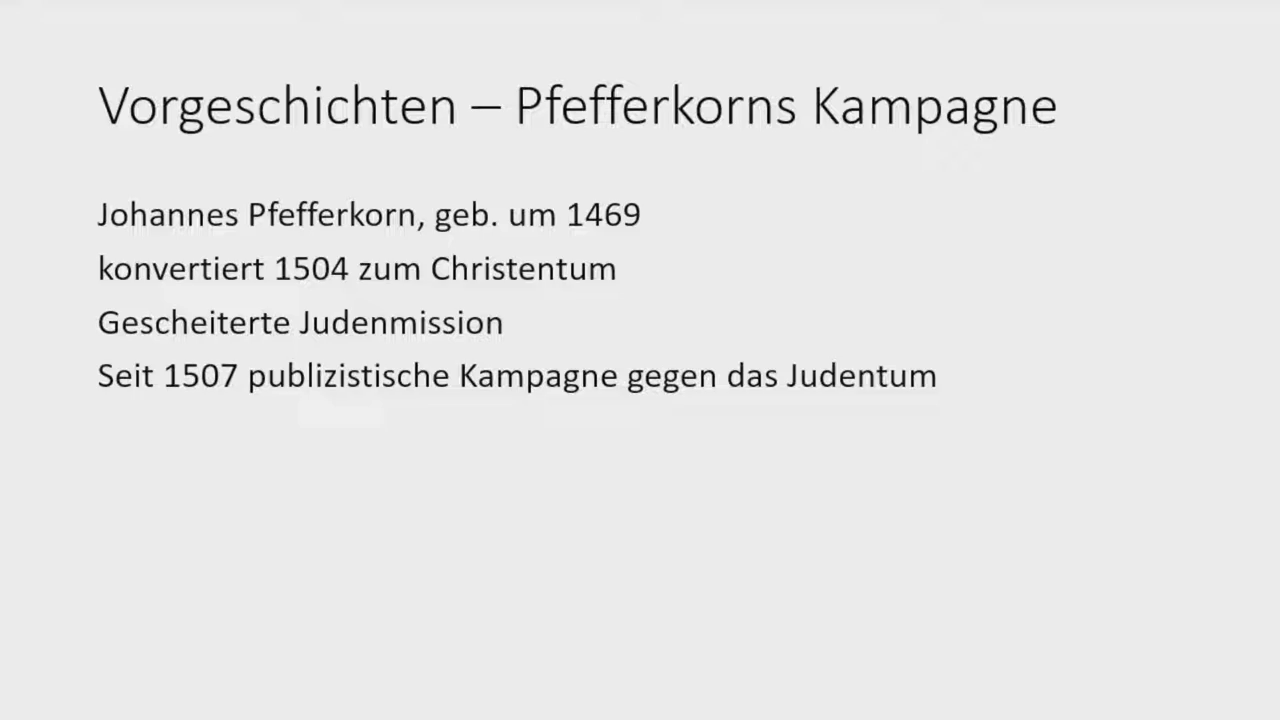 Vorgeschichten – Pfefferkorns Kampagne
Johannes Pfefferkorn, geb. um 1469
konvertiert 1504 zum Christentum
Gescheiterte Judenmission
Seit 1507 publizistische Kampagne gegen das Judentum